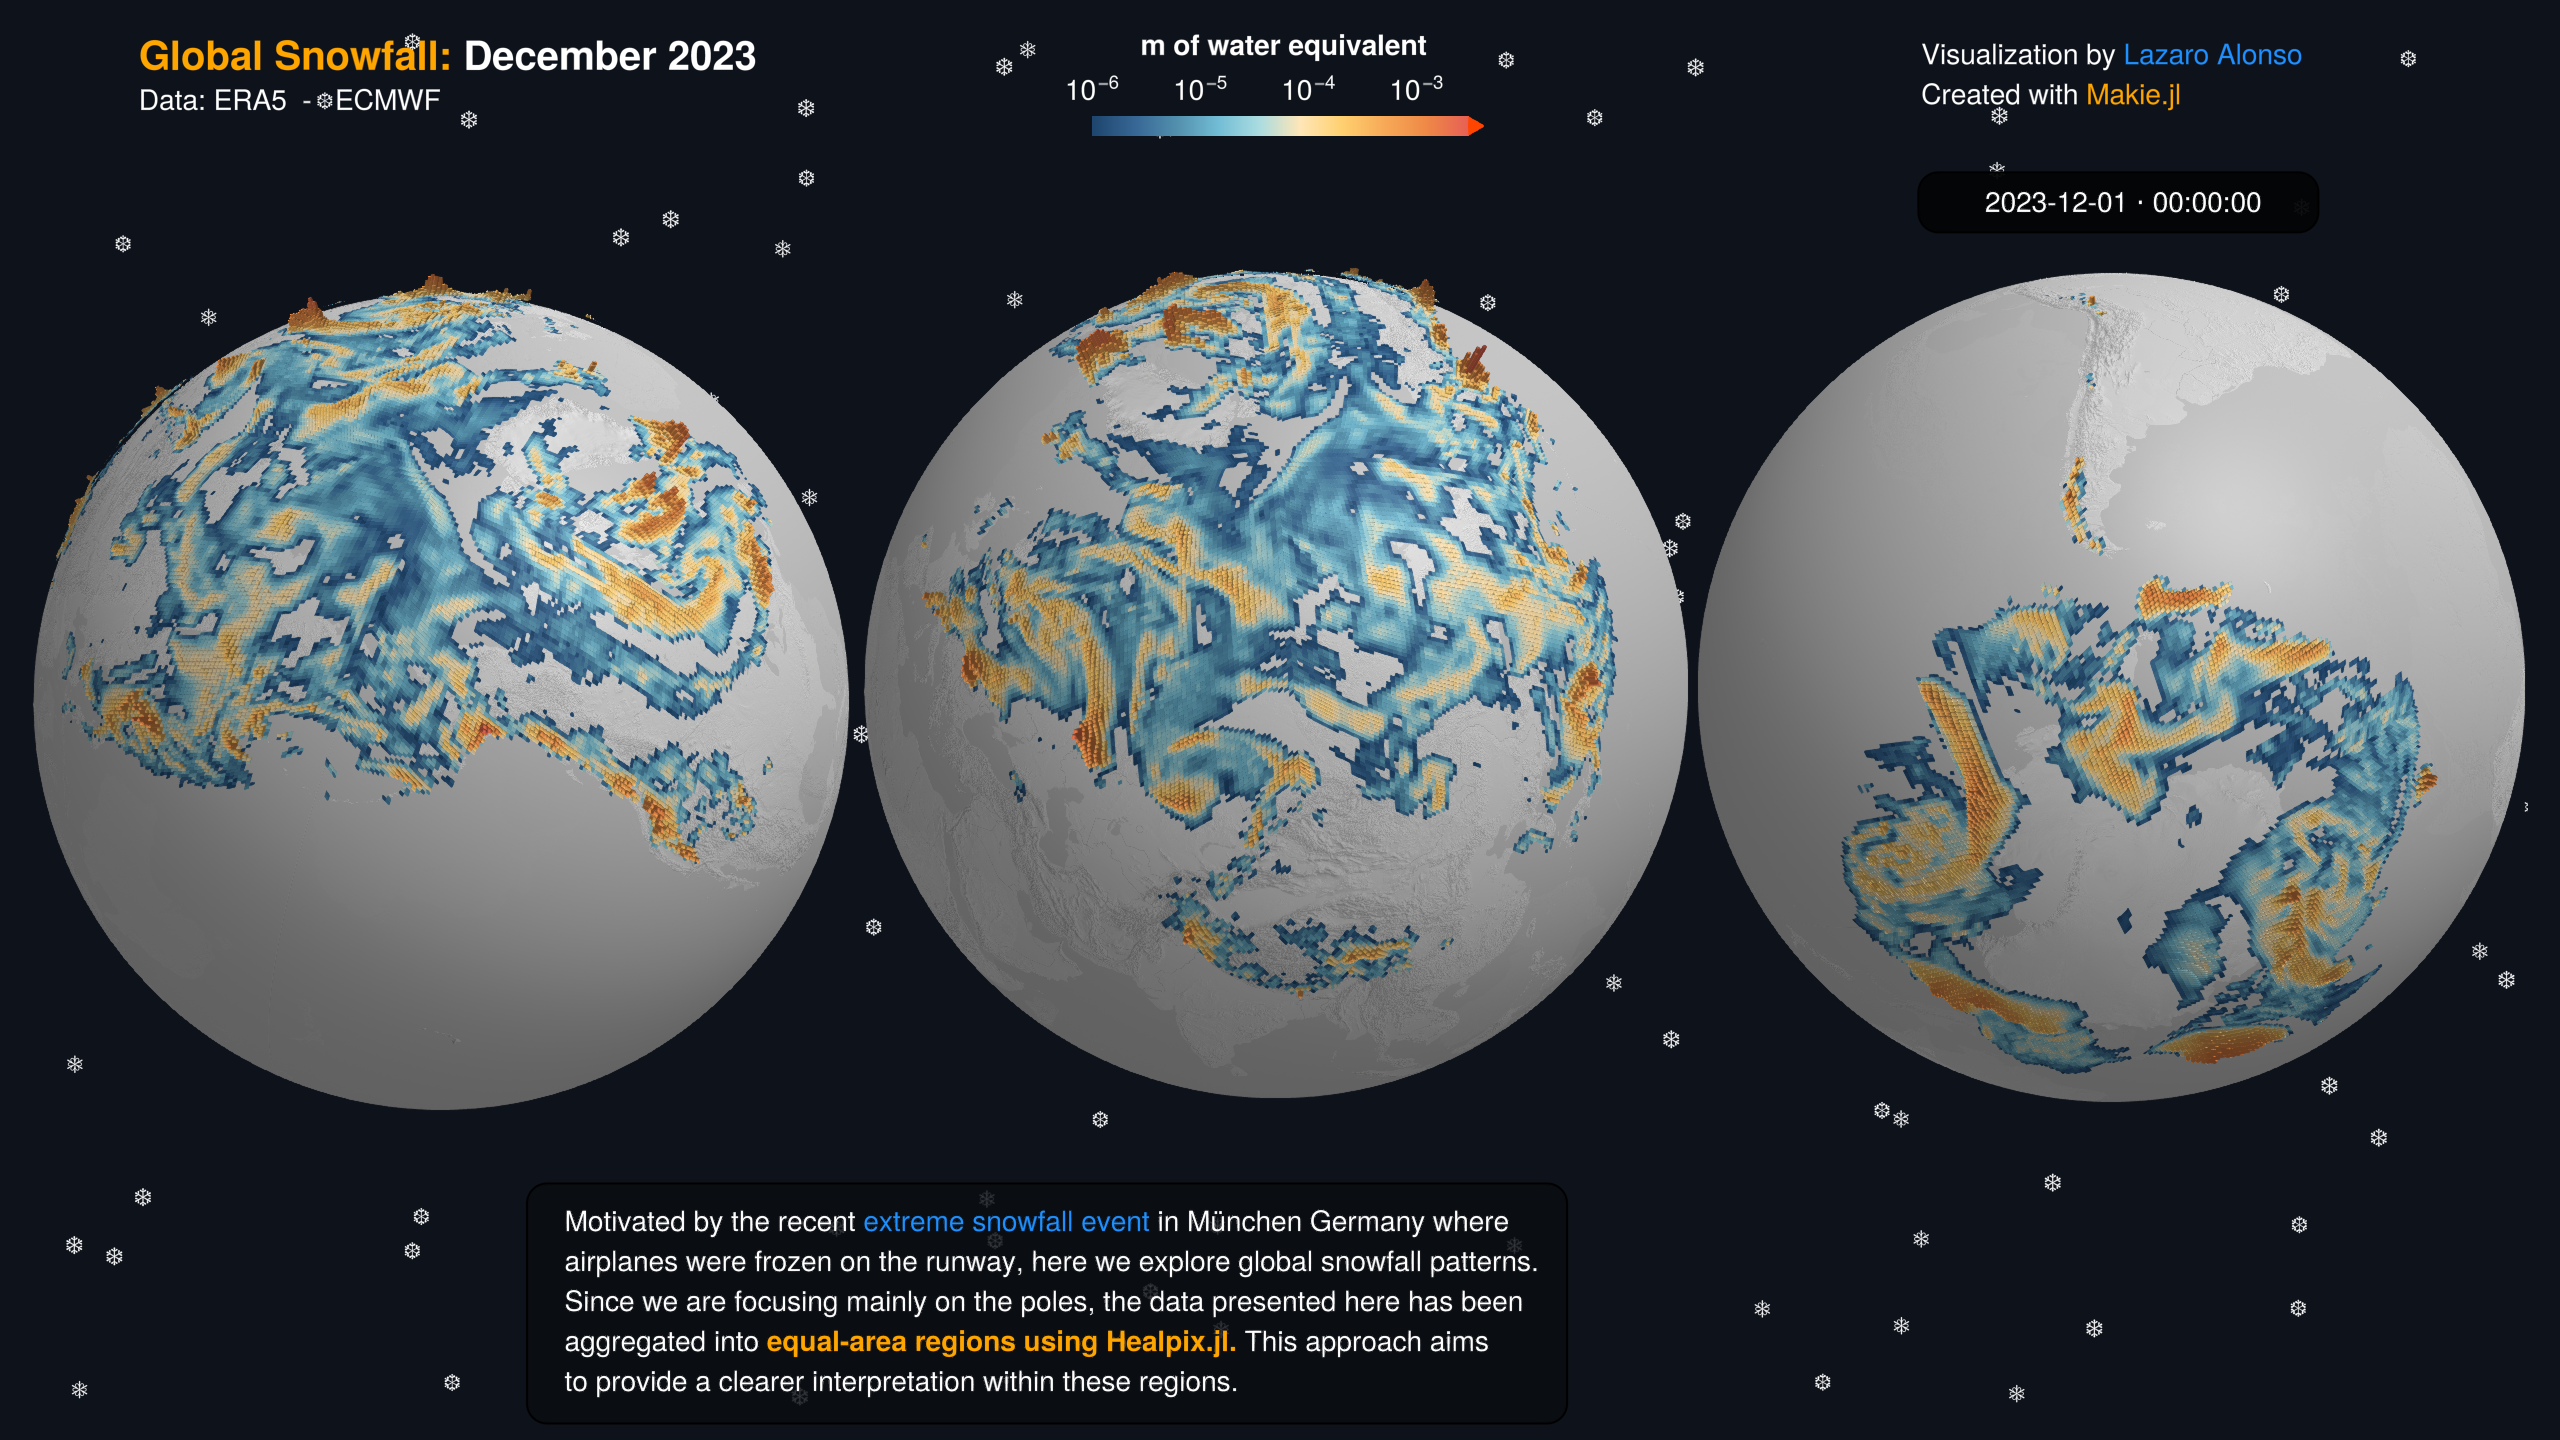 Global Snowfall: December 2023
Data: ERA5 -❄ECMWF
m of water equivalent
10⁻⁶ 10⁻⁵ 10⁻⁴ 10⁻³
Visualization by Lazaro Alonso
Created with Makie.jl
2023-12-01 · 00:00:00
Motivated by the recent extreme snowfall event in München Germany where
airplanes were frozen on the runway, here we explore global snowfall patterns.
Since we are focusing mainly on the poles, the data presented here has been
aggregated into equal-area regions using Healpix.jl. This approach aims
to provide a clearer interpretation within these regions.